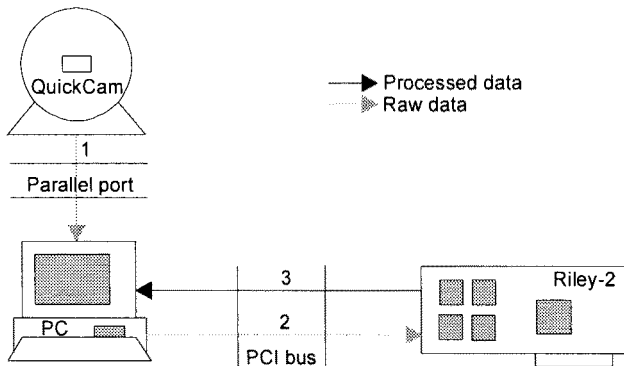 QuickCam
Processed data
Raw data
1
Parallel port
3
Riley-2
PC
2
PCI bus